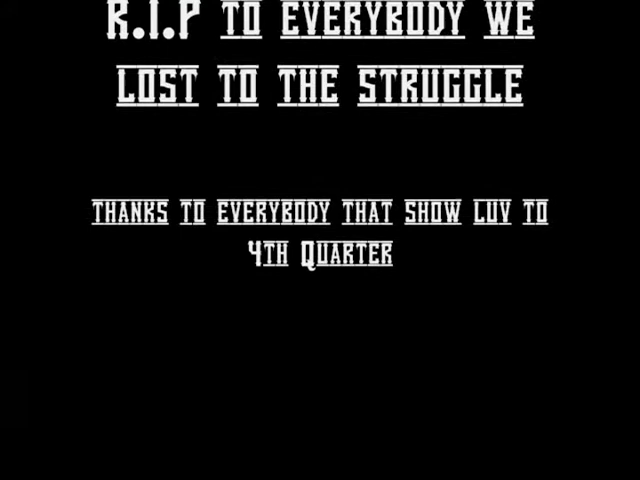 R.I.P TO EVERYBODY WE
LOST TO THE STRUGGLE
THANKS TO EVERYBODY THAT SHOW LUV TO
4TH QUARTER